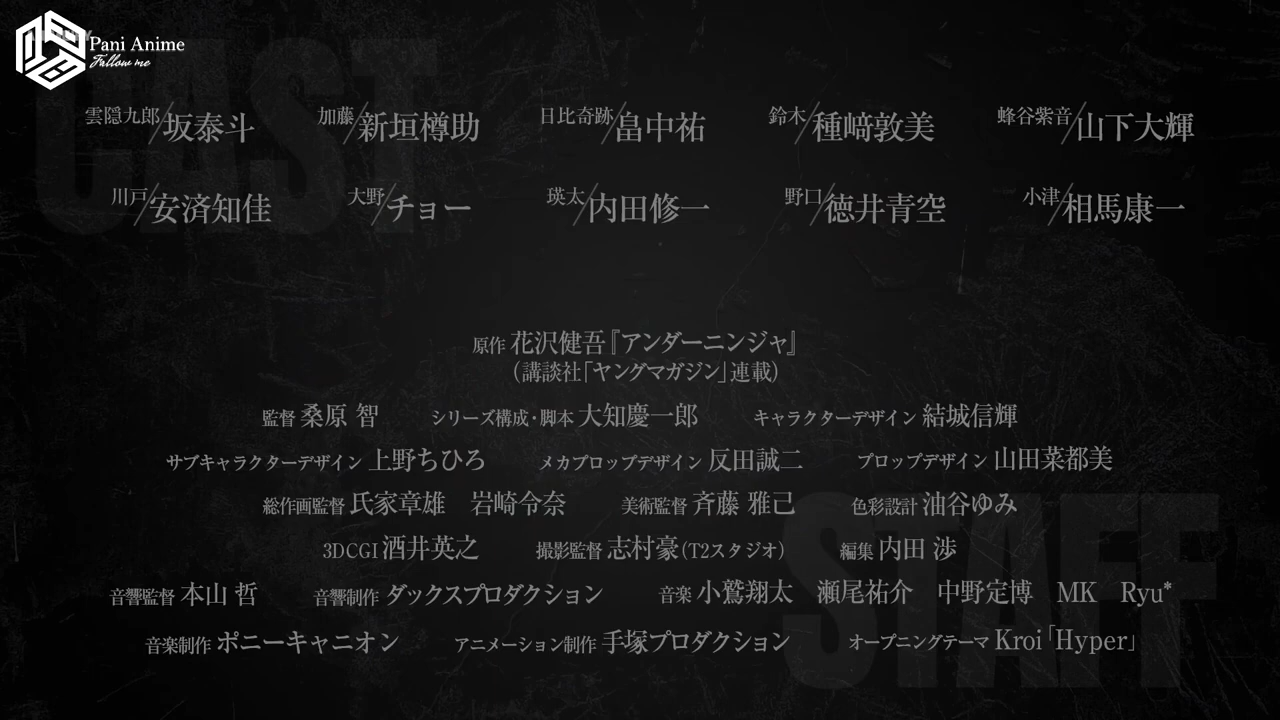 Pani Anime
Follow me
CAST
雲隠九郎/坂泰斗 加藤/新垣樽助 日比奇跡/畠中祐 鈴木/種﨑敦美 蜂谷紫音/山下大輝
川戸/安済知佳 大野/チョー 瑛太/内田修一 野口/徳井青空 小津/相馬康一
原作 花沢健吾『アンダーニンジャ』
(講談社「ヤングマガジン」連載)
監督 桑原 智 シリーズ構成・脚本 大知慶一郎 キャラクターデザイン 結城信輝
サブキャラクターデザイン 上野ちひろ メカプロップデザイン 反田誠二 プロップデザイン 山田菜都美
総作画監督 氏家章雄 岩崎令奈 美術監督 斉藤 雅己 色彩設計 油谷ゆみ
3DCGI 酒井英之 撮影監督 志村豪(T2スタジオ) 編集 内田 渉
音響監督 本山 哲 音響制作 ダックスプロダクション 音楽 小鷲翔太 瀬尾祐介 中野定博 MK Ryu*
音楽制作 ポニーキャニオン アニメーション制作 手塚プロダクション オープニングテーマ Kroi「Hyper」
STAFF